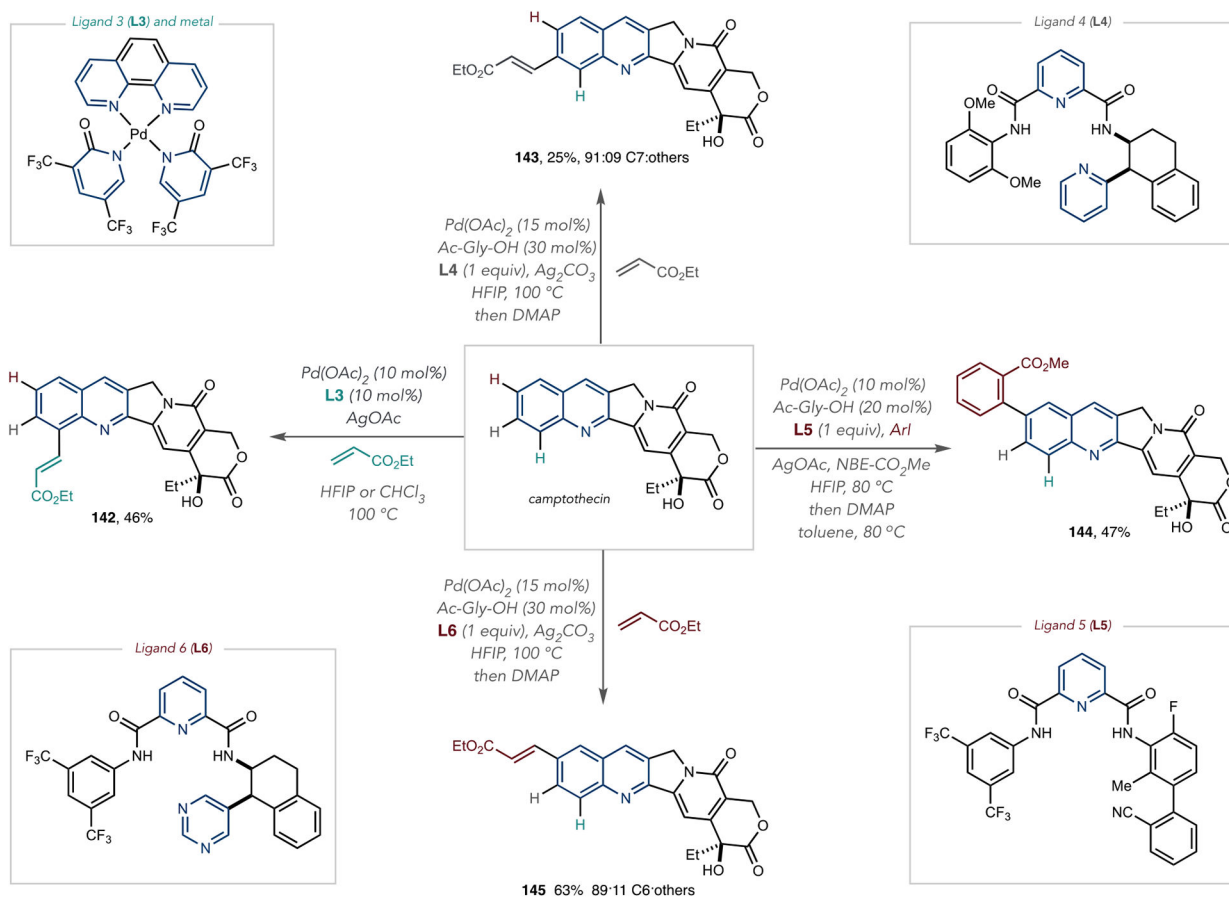 Ligand 3 (L3) and metal
N
N
Pd
O
N
N
O
F3C
CF3
CF3
F3C
H
EtO2C
N
O
N
H
O
Et
HO
O
143, 25%, 91:09 C7:others
Ligand 4 (L4)
O
N
O
OMe
NH
HN
OMe
N
Pd(OAc)2 (15 mol%)
Ac-Gly-OH (30 mol%)
L4 (1 equiv), Ag2CO3
HFIP, 100 °C
then DMAP
CO2Et
H
H
N
O
N
O
Et
HO
O
CO2Et
142, 46%
Pd(OAc)2 (10 mol%)
L3 (10 mol%)
AgOAc
CO2Et
HFIP or CHCl3
100 °C
H
H
H
N
O
N
O
Et
HO
O
camptothecin
Pd(OAc)2 (10 mol%)
Ac-Gly-OH (20 mol%)
L5 (1 equiv), ArI
AgOAc, NBE-CO2Me
HFIP, 80 °C
then DMAP
toluene, 80 °C
CO2Me
N
O
H
H
N
O
Et
HO
O
144, 47%
Pd(OAc)2 (15 mol%)
Ac-Gly-OH (30 mol%)
L6 (1 equiv), Ag2CO3
HFIP, 100 °C
then DMAP
CO2Et
Ligand 6 (L6)
O
N
O
F3C
NH
HN
CF3
N
N
EtO2C
N
O
H
H
N
O
Et
HO
O
145 63% 89·11 C6·others
Ligand 5 (L5)
O
N
O
F
F3C
NH
HN
Me
CF3
NC